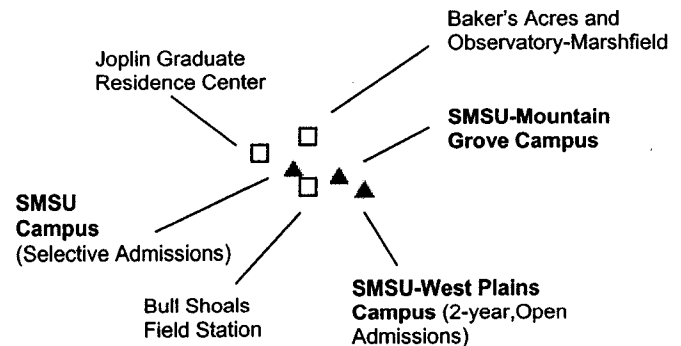 Baker's Acres and
Observatory-Marshfield
Joplin Graduate
Residence Center
SMSU-Mountain
Grove Campus
SMSU
Campus
(Selective Admissions)
SMSU-West Plains
Campus (2-year,Open
Admissions)
Bull Shoals
Field Station